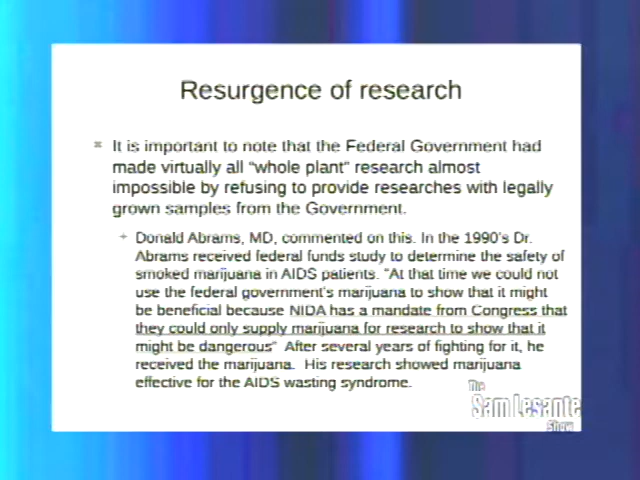 Resurgence of research
It is important to note that the Federal Government had
made virtually all "whole plant" research almost
impossible by refusing to provide researches with legally
grown samples from the Government.
Donald Abrams, MD, commented on this. In the 1990's Dr.
Abrams received federal funds study to determine the safety of
smoked marijuana in AIDS patients. "At that time we could not
use the federal government's marijuana to show that it might
be beneficial because NIDA has a mandate from Congress that
they could only supply marijuana for research to show that it
might be dangerous" After several years of fighting for it, he
received the marijuana. His research showed marijuana
effective for the AIDS wasting syndrome.
The
Sam Lesante
Show